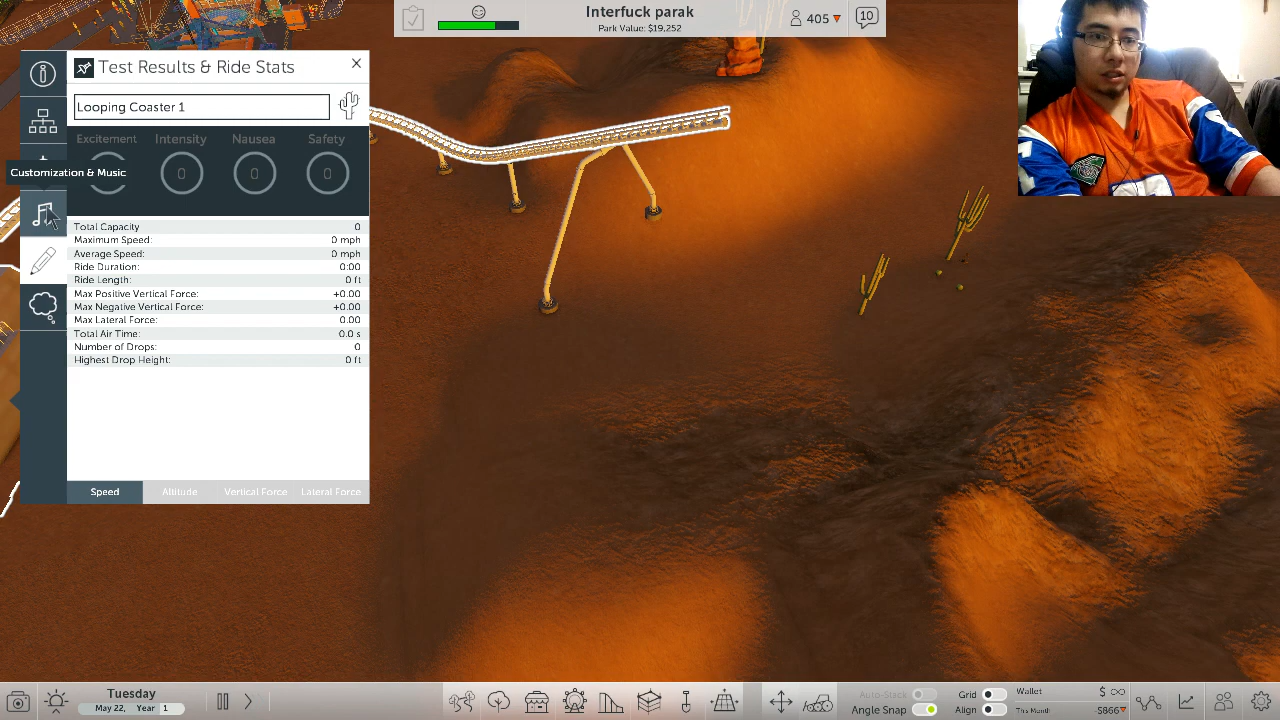 Interfuck parak
Park Value: $19,252
405
10
Test Results & Ride Stats
Looping Coaster 1
Excitement Intensity Nausea Safety
0 0 0
Customization & Music
Total Capacity 0
Maximum Speed: 0 mph
Average Speed: 0 mph
Ride Duration: 0:00
Ride Length: 0 ft
Max Positive Vertical Force: +0.00
Max Negative Vertical Force: +0.00
Max Lateral Force: 0.00
Total Air Time: 0.0 s
Number of Drops: 0
Highest Drop Height: 0 ft
Speed Altitude Vertical Force Lateral Force
Tuesday
May 22, Year 1
Auto-Stack
Angle Snap
Grid
Align
Wallet $ ∞
This Month -$866